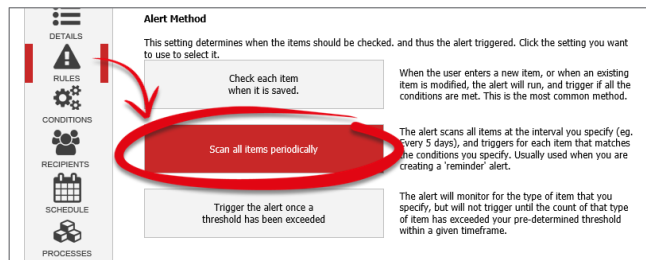 DETAILS
RULES
CONDITIONS
RECIPIENTS
SCHEDULE
PROCESSES
Alert Method
This setting determines when the items should be checked. and thus the alert triggered. Click the setting you want
to use to select it.
Check each item
when it is saved.
When the user enters a new item, or when an existing
item is modified, the alert will run, and trigger if all the
conditions are met. This is the most common method.
Scan all items periodically
The alert scans all items at the interval you specify (eg.
Every 5 days), and triggers for each item that matches
the conditions you specify. Usually used when you are
creating a 'reminder' alert.
Trigger the alert once a
threshold has been exceeded
The alert will monitor for the type of item that you
specify, but will not trigger until the count of that type
of item has exceeded your pre-determined threshold
within a given timeframe.